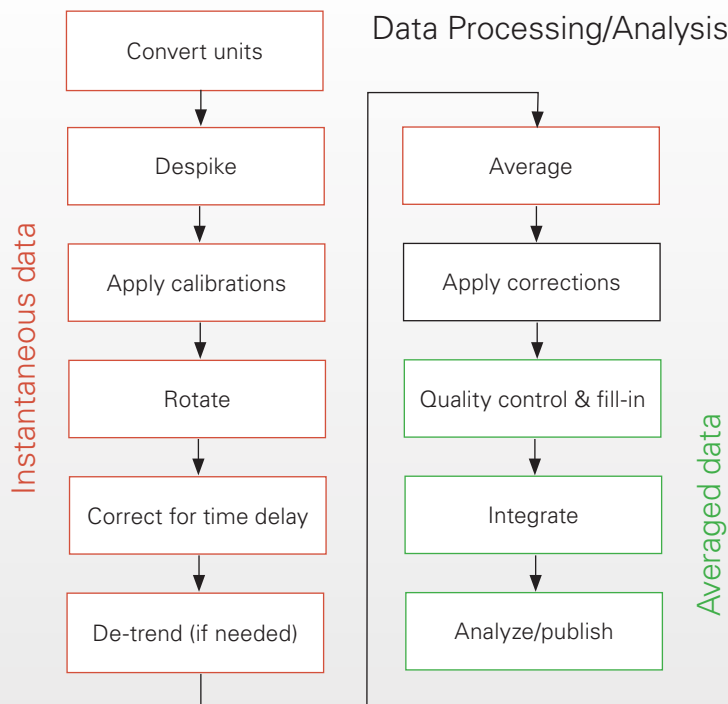 Data Processing/Analysis
Instantaneous data
Convert units
Despike
Apply calibrations
Rotate
Correct for time delay
De-trend (if needed)
Average
Apply corrections
Quality control & fill-in
Integrate
Analyze/publish
Averaged data